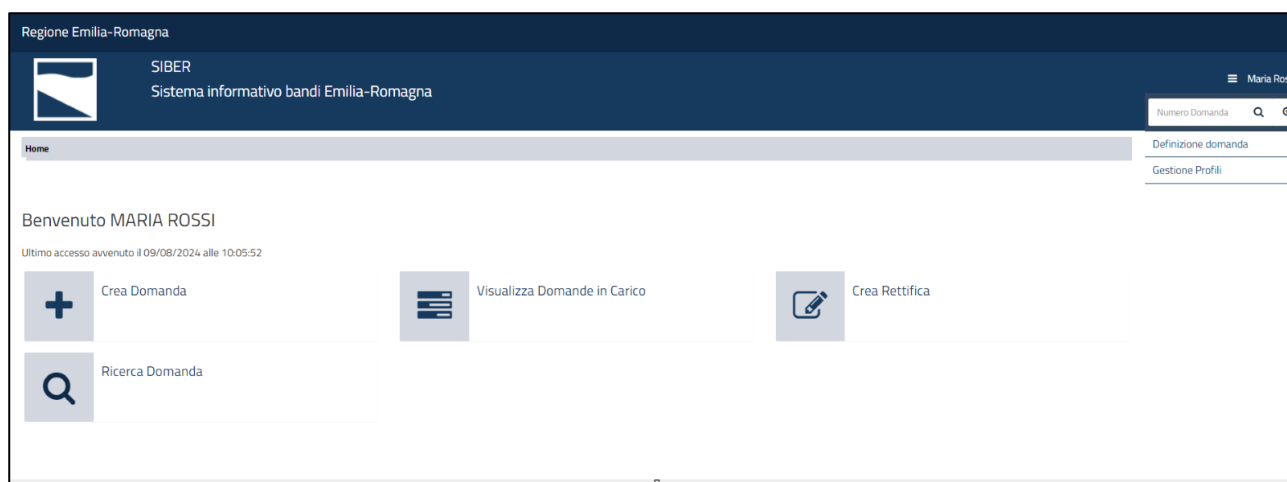 Regione Emilia-Romagna
SIBER
Sistema informativo bandi Emilia-Romagna
Maria Ros
Numero Domanda
Home
Definizione domanda
Gestione Profili
Benvenuto MARIA ROSSI
Ultimo accesso avvenuto il 09/08/2024 alle 10:05:52
Crea Domanda
Visualizza Domande in Carico
Crea Rettifica
Ricerca Domanda